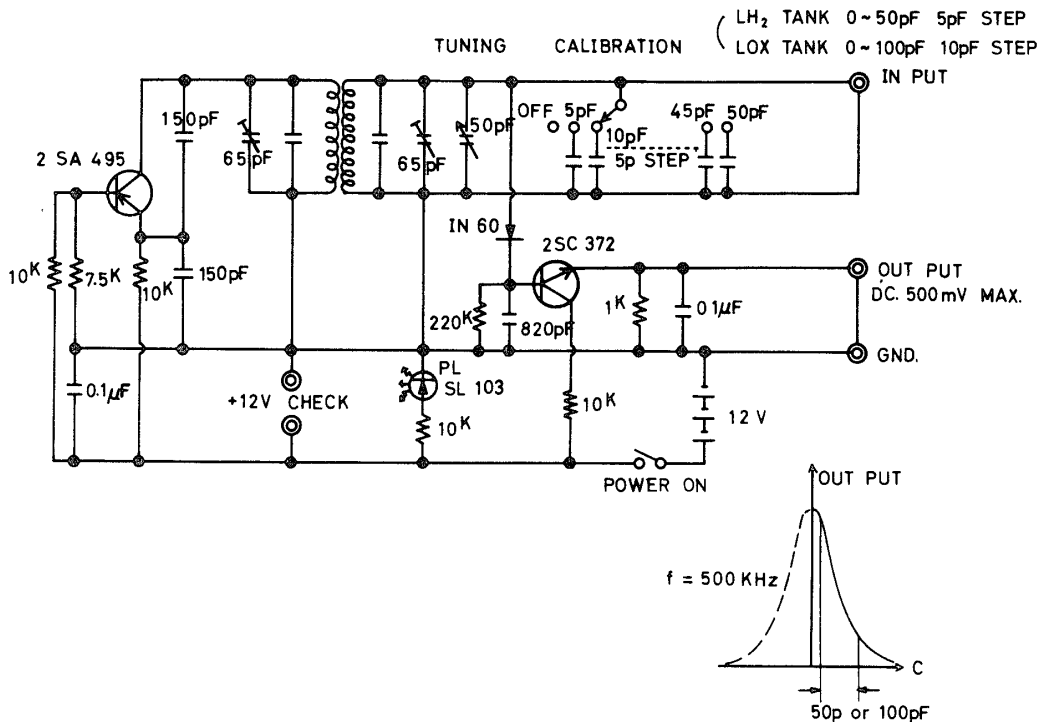 LH₂ TANK 0~50pF 5pF STEP
LOX TANK 0~100pF 10pF STEP
TUNING CALIBRATION
IN PUT
150pF
65pF
65pF
50pF
OFF 5pF
10pF
5p STEP
45pF 50pF
2 SA 495
IN 60
2SC 372
10K
7.5K
10K
150pF
220K
820pF
1K
0.1μF
OUT PUT
DC. 500mV MAX.
GND.
0.1μF
+12V CHECK
PL
SL 103
10K
10K
12 V
POWER ON
OUT PUT
f = 500 KHz
C
50p or 100pF